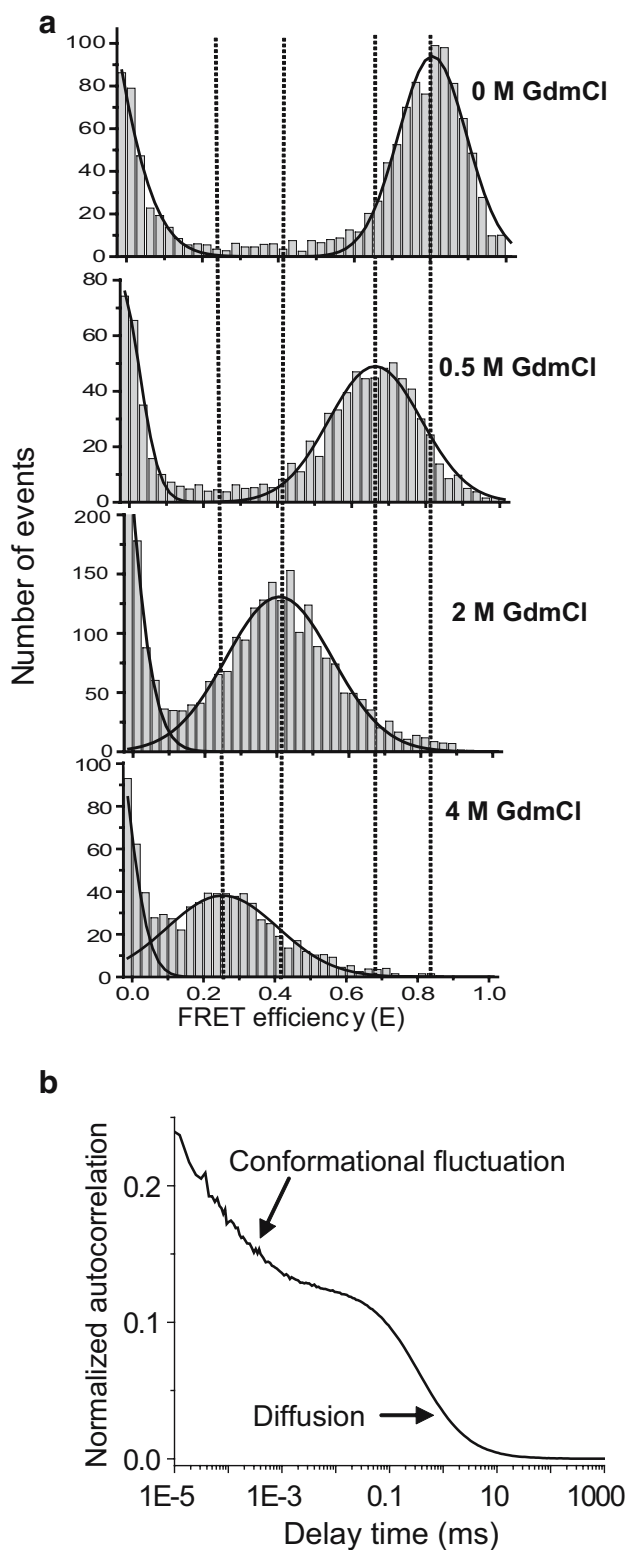 a
100
80
60
40
20
0
0 M GdmCl
80
60
40
20
0
0.5 M GdmCl
200
150
100
50
0
2 M GdmCl
100
80
60
40
20
0
4 M GdmCl
Number of events
0.0 0.2 0.4 0.6 0.8 1.0
FRET efficiency (E)
b
Conformational fluctuation
0.2
0.1
0.0
Diffusion
Normalized autocorrelation
1E-5 1E-3 0.1 10 1000
Delay time (ms)